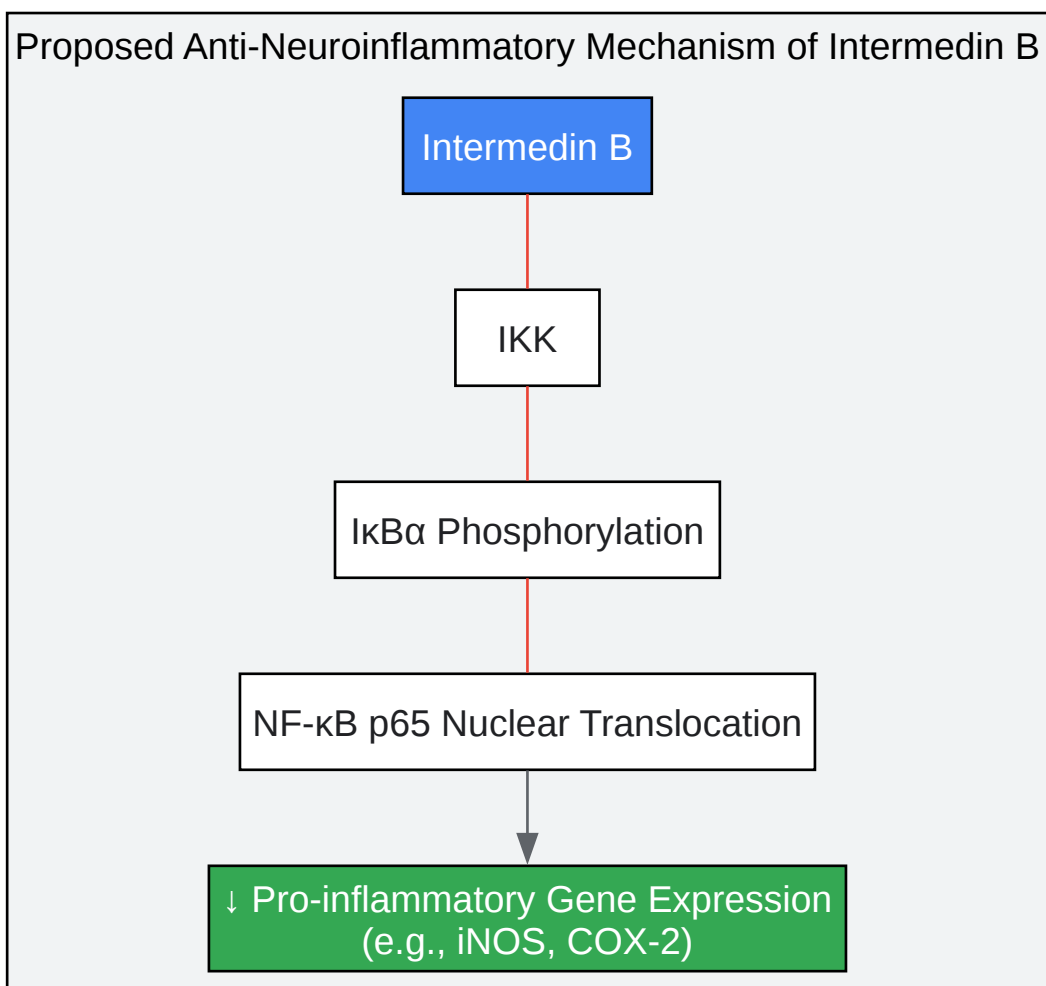 Proposed Anti-Neuroinflammatory Mechanism of Intermedin B
Intermedin B
IKK
IκBα Phosphorylation
NF-κB p65 Nuclear Translocation
↓ Pro-inflammatory Gene Expression
(e.g., iNOS, COX-2)